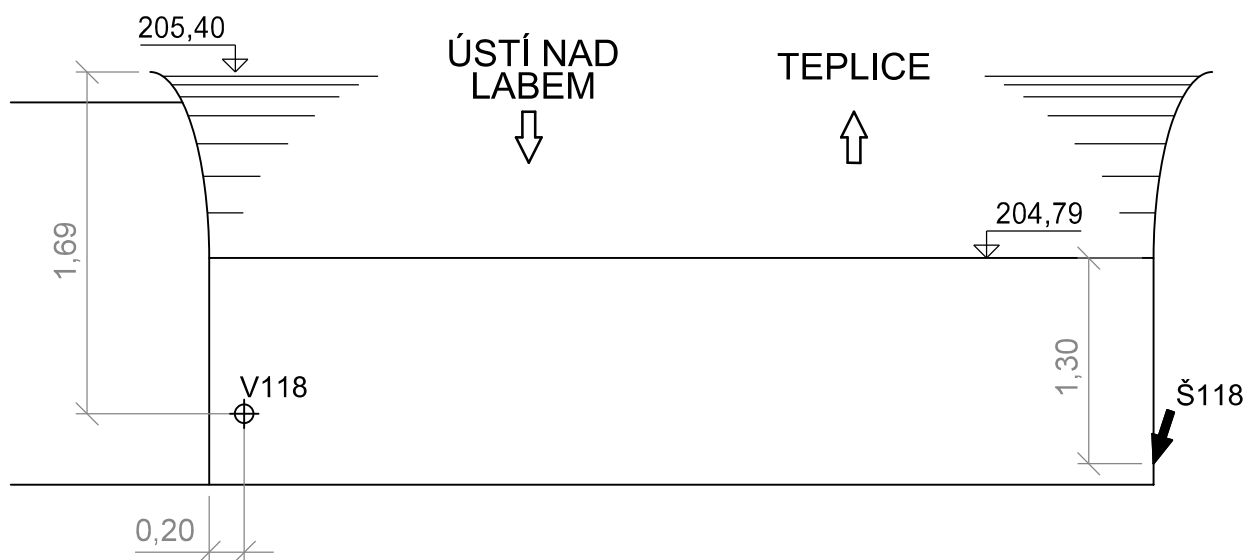 205,40
ÚSTÍ NAD
LABEM
TEPLICE
204,79
1,69
1,30
V118
Š118
0,20